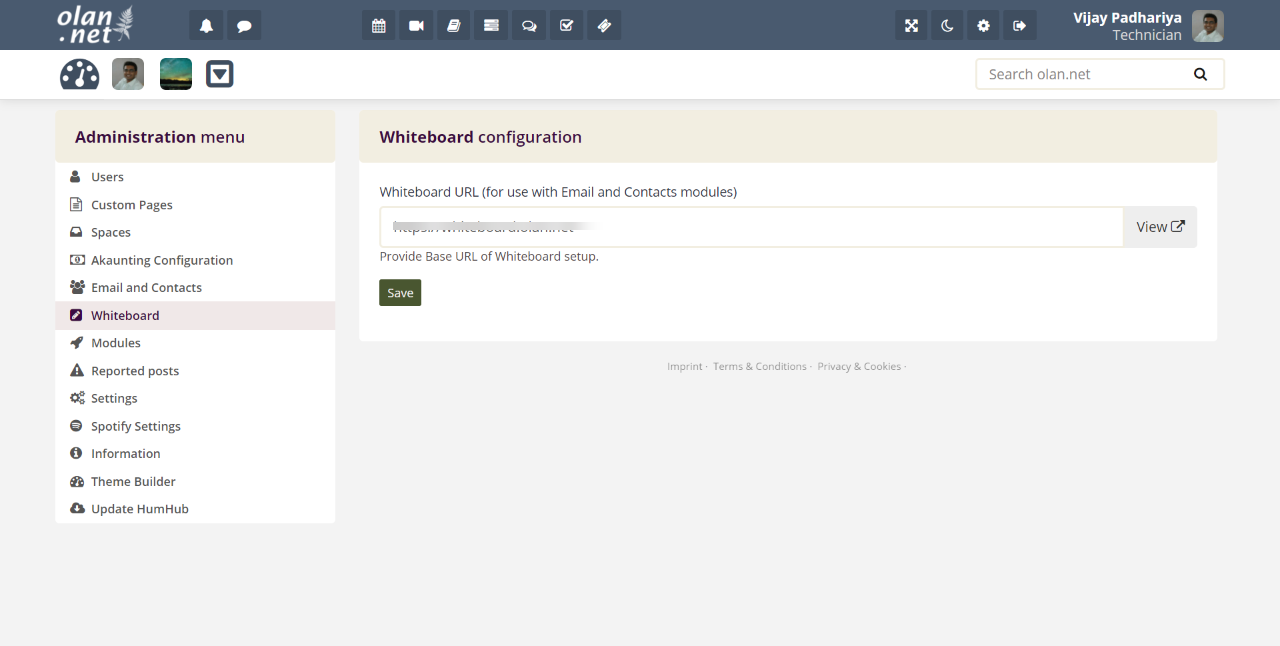 olan
.net
Vijay Padhariya
Technician
Search olan.net
Administration menu
Users
Custom Pages
Spaces
Akaunting Configuration
Email and Contacts
Whiteboard
Modules
Reported posts
Settings
Spotify Settings
Information
Theme Builder
Update HumHub
Whiteboard configuration
Whiteboard URL (for use with Email and Contacts modules)
View
Provide Base URL of Whiteboard setup.
Save
Imprint · Terms & Conditions · Privacy & Cookies ·